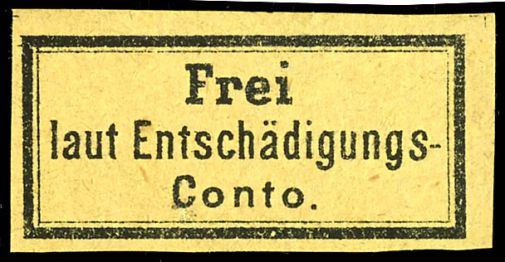 Frei
laut Entschädigungs-
Conto.